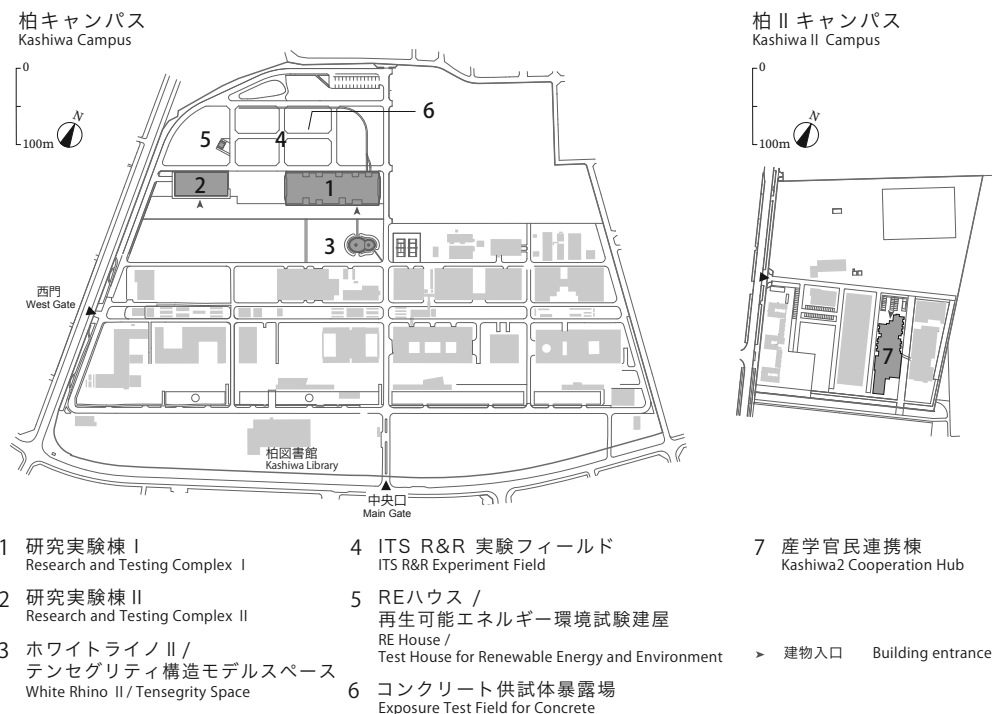 柏キャンパス
Kashiwa Campus
0
100m
N
1
2
3
4
5
6
西門
West Gate
柏図書館
Kashiwa Library
中央口
Main Gate
柏 II キャンパス
Kashiwa II Campus
0
100m
N
7
1 研究実験棟 I
Research and Testing Complex I
2 研究実験棟 II
Research and Testing Complex II
3 ホワイトライノ II /
テンセグリティ構造モデルスペース
White Rhino II / Tensegrity Space
4 ITS R&R 実験フィールド
ITS R&R Experiment Field
5 REハウス /
再生可能エネルギー環境試験建屋
RE House /
Test House for Renewable Energy and Environment
6 コンクリート供試体暴露場
Exposure Test Field for Concrete
7 産学官民連携棟
Kashiwa2 Cooperation Hub
➤ 建物入口 Building entrance